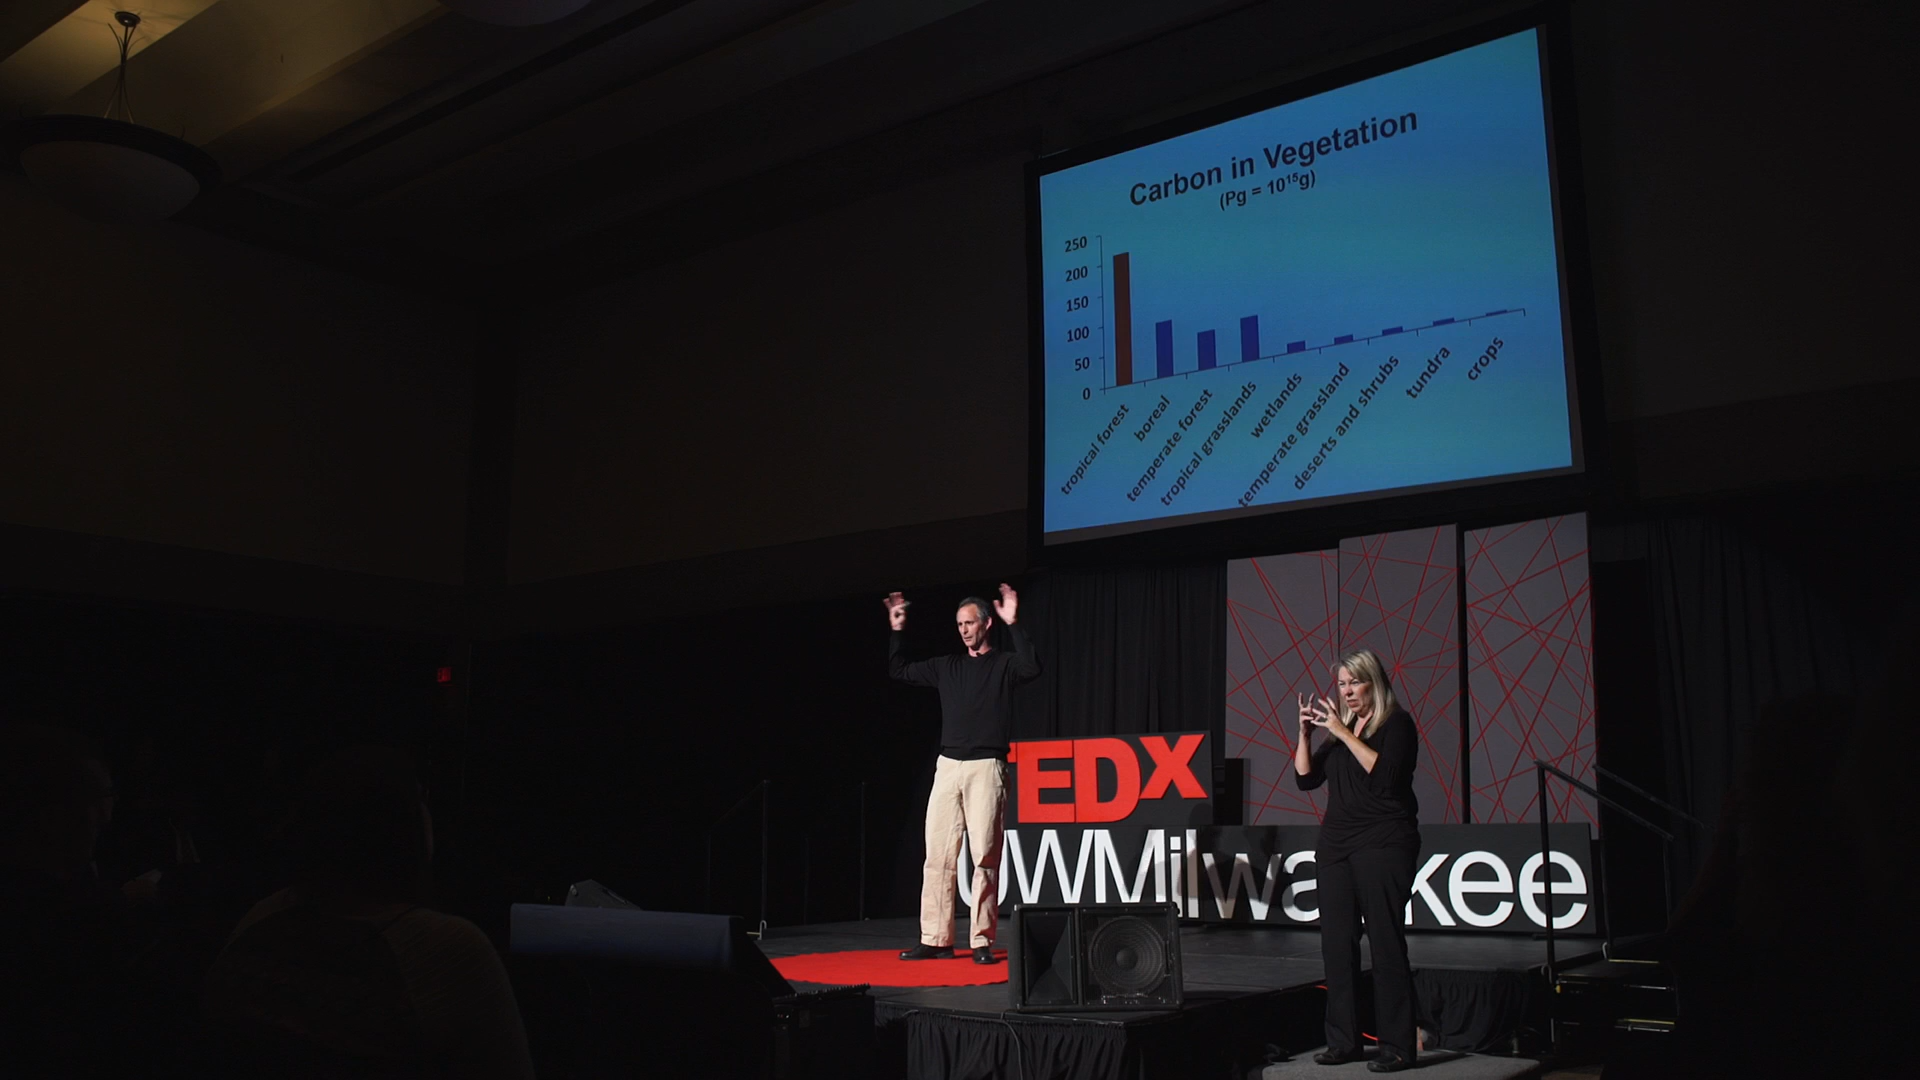 Carbon in Vegetation
(Pg = 10¹⁵g)
250
200
150
100
50
0
tropical forest
boreal
temperate forest
tropical grasslands
wetlands
temperate grassland
deserts and shrubs
tundra
crops
TEDx
UWMilwaukee